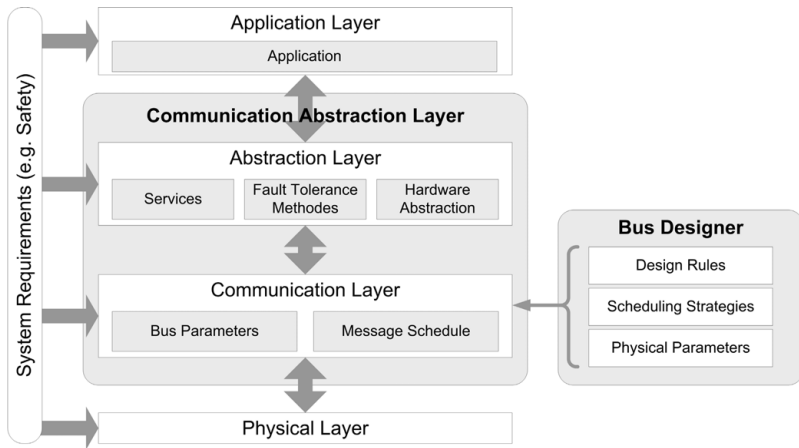 System Requirements (e.g. Safety)
Application Layer
Application
Communication Abstraction Layer
Abstraction Layer
Services
Fault Tolerance
Methodes
Hardware
Abstraction
Communication Layer
Bus Parameters
Message Schedule
Physical Layer
Bus Designer
Design Rules
Scheduling Strategies
Physical Parameters